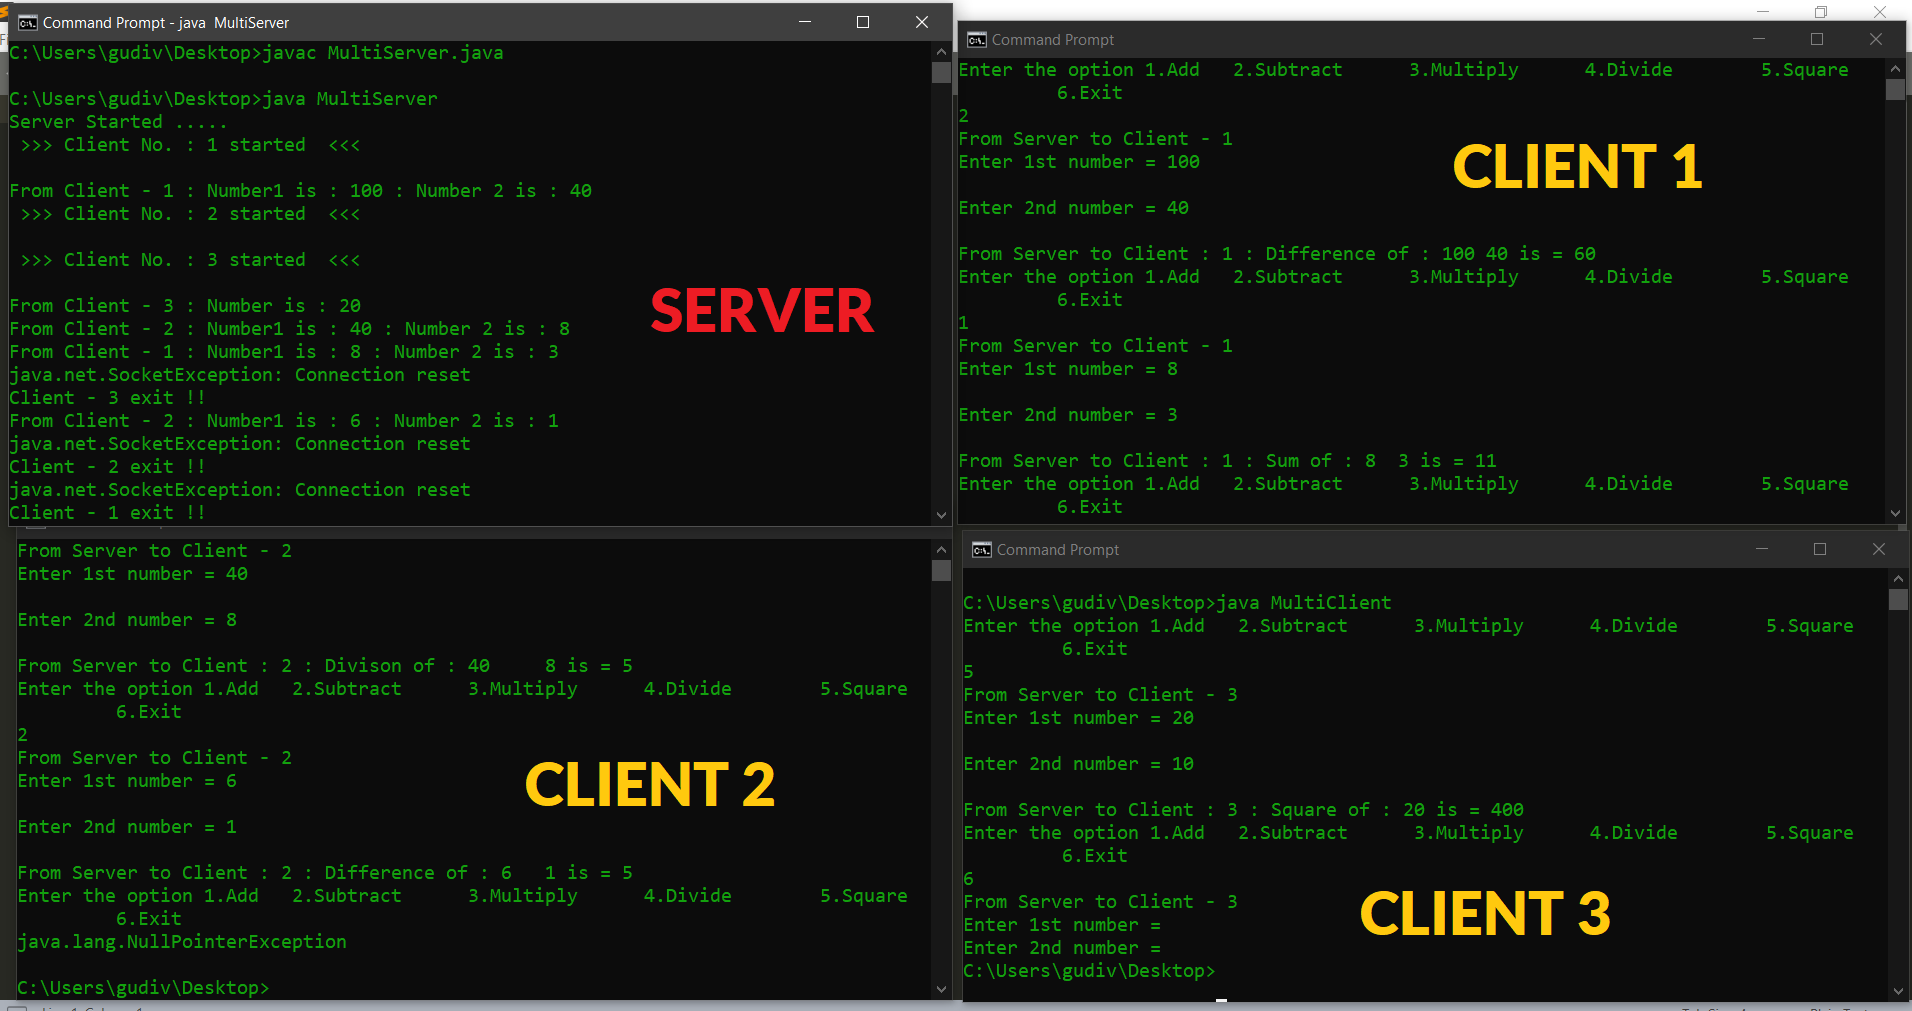 Command Prompt - java  MultiServer
C:\Users\gudiv\Desktop>javac MultiServer.java
C:\Users\gudiv\Desktop>java MultiServer
Server Started .....
>>> Client No. : 1 started  <<<
From Client - 1 : Number1 is : 100 : Number 2 is : 40
>>> Client No. : 2 started  <<<
>>> Client No. : 3 started  <<<
From Client - 3 : Number is : 20
From Client - 2 : Number1 is : 40 : Number 2 is : 8
From Client - 1 : Number1 is : 8 : Number 2 is : 3
java.net.SocketException: Connection reset
Client - 3 exit !!
From Client - 2 : Number1 is : 6 : Number 2 is : 1
java.net.SocketException: Connection reset
Client - 2 exit !!
java.net.SocketException: Connection reset
Client - 1 exit !!
SERVER
Command Prompt
Enter the option 1.Add   2.Subtract      3.Multiply      4.Divide        5.Square
6.Exit
2
From Server to Client - 1
Enter 1st number = 100
Enter 2nd number = 40
From Server to Client : 1 : Difference of : 100 40 is = 60
Enter the option 1.Add   2.Subtract      3.Multiply      4.Divide        5.Square
6.Exit
1
From Server to Client - 1
Enter 1st number = 8
Enter 2nd number = 3
From Server to Client : 1 : Sum of : 8  3 is = 11
Enter the option 1.Add   2.Subtract      3.Multiply      4.Divide        5.Square
6.Exit
CLIENT 1
From Server to Client - 2
Enter 1st number = 40
Enter 2nd number = 8
From Server to Client : 2 : Divison of : 40     8 is = 5
Enter the option 1.Add   2.Subtract      3.Multiply      4.Divide        5.Square
6.Exit
2
From Server to Client - 2
Enter 1st number = 6
Enter 2nd number = 1
From Server to Client : 2 : Difference of : 6   1 is = 5
Enter the option 1.Add   2.Subtract      3.Multiply      4.Divide        5.Square
6.Exit
java.lang.NullPointerException
C:\Users\gudiv\Desktop>
CLIENT 2
Command Prompt
C:\Users\gudiv\Desktop>java MultiClient
Enter the option 1.Add   2.Subtract      3.Multiply      4.Divide        5.Square
6.Exit
5
From Server to Client - 3
Enter 1st number = 20
Enter 2nd number = 10
From Server to Client : 3 : Square of : 20 is = 400
Enter the option 1.Add   2.Subtract      3.Multiply      4.Divide        5.Square
6.Exit
6
From Server to Client - 3
Enter 1st number =
Enter 2nd number =
C:\Users\gudiv\Desktop>
CLIENT 3